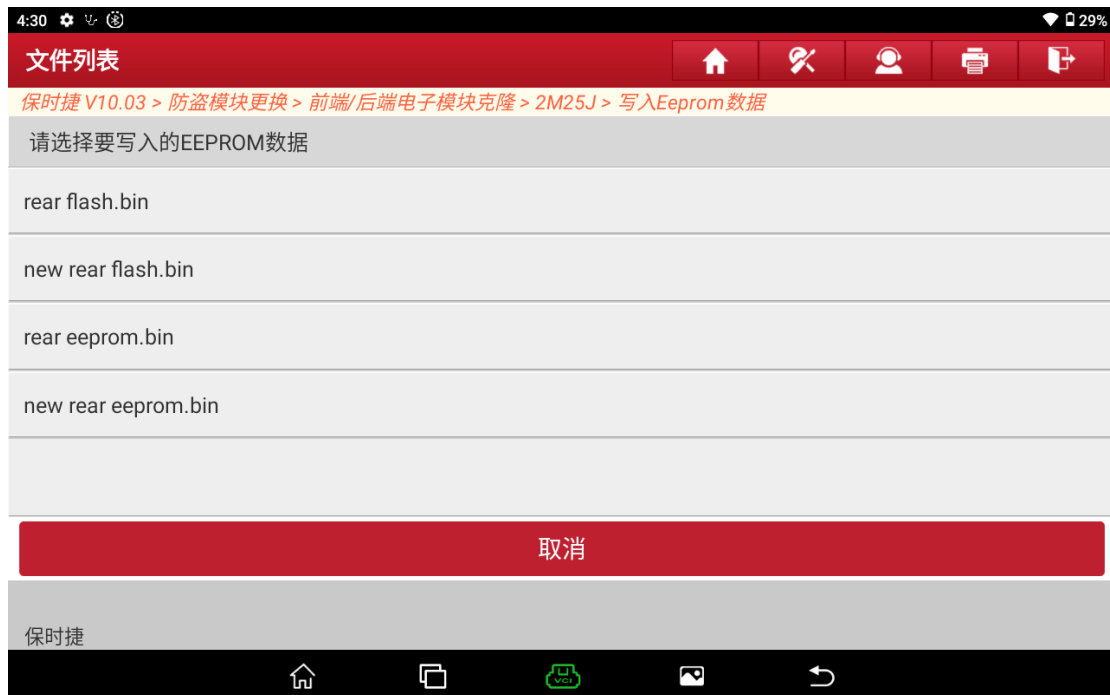 4:30
29%
文件列表
保时捷 V10.03 > 防盗模块更换 > 前端/后端电子模块克隆 > 2M25J > 写入Eeprom数据
请选择要写入的EEPROM数据
rear flash.bin
new rear flash.bin
rear eeprom.bin
new rear eeprom.bin
取消
保时捷
VCI